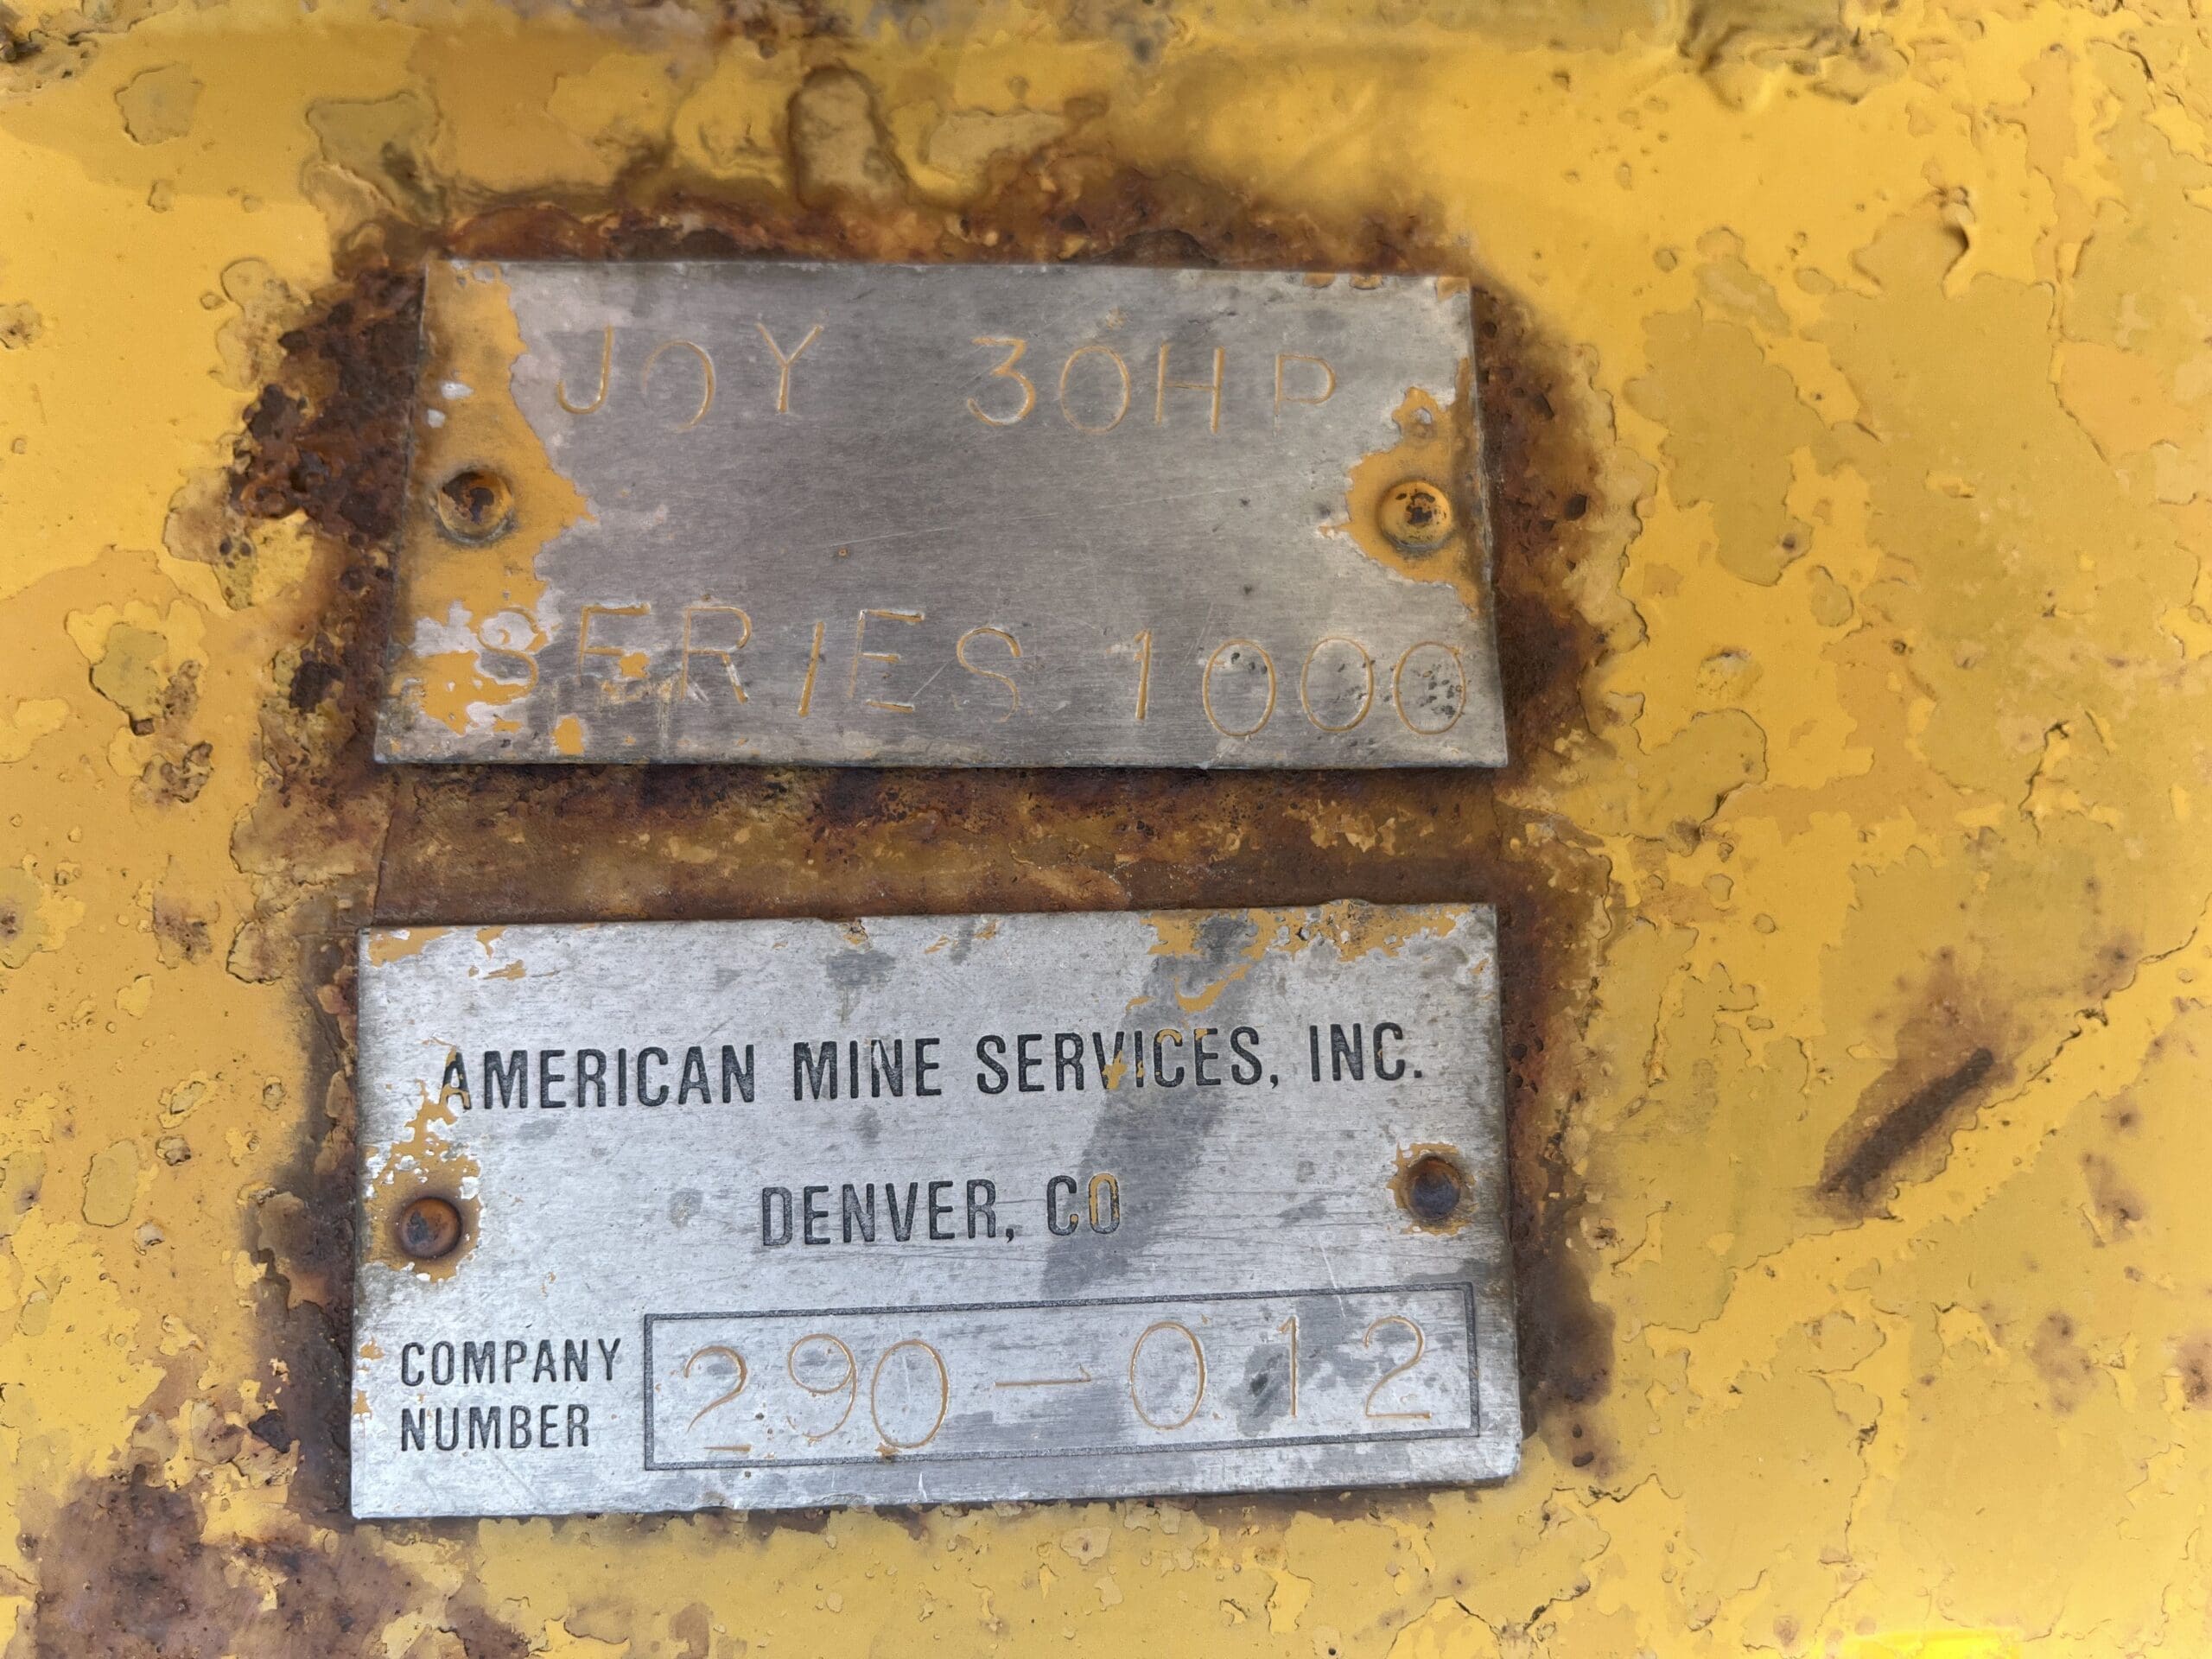 JOY 30HP
SERIES 1000
AMERICAN MINE SERVICES, INC.
DENVER, CO
COMPANY
NUMBER
290-012